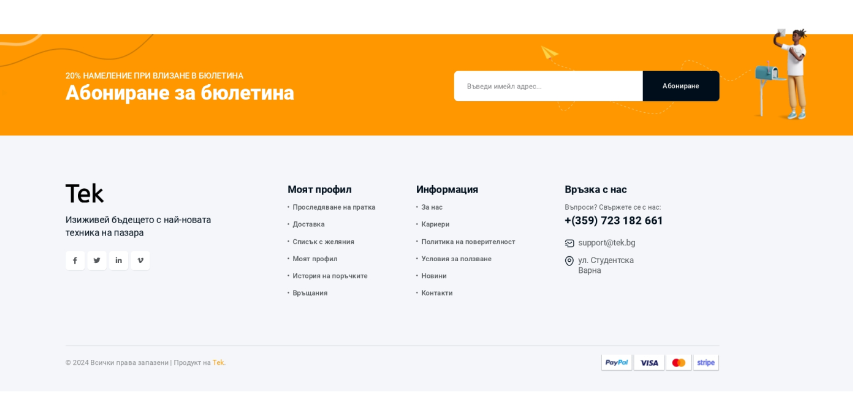 20% НАМЕЛЕНИЕ ПРИ ВЛИЗАНЕ В БЮЛЕТИНА
Абониране за бюлетина
Въведи имейл адрес...
Абониране
Tek
Изиживей бъдещето с най-новата
техника на пазара
Моят профил
• Проследяване на пратка
• Доставка
• Списък с желания
• Моят профил
• История на поръчките
• Връщания
Информация
• За нас
• Кариери
• Политика на поверителност
• Условия за ползване
• Новини
• Контакти
Връзка с нас
Въпроси? Свържете се с нас:
+(359) 723 182 661
support@tek.bg
ул. Студентска
Варна
© 2024 Всички права запазени | Продукт на Tek.
PayPal
VISA
stripe